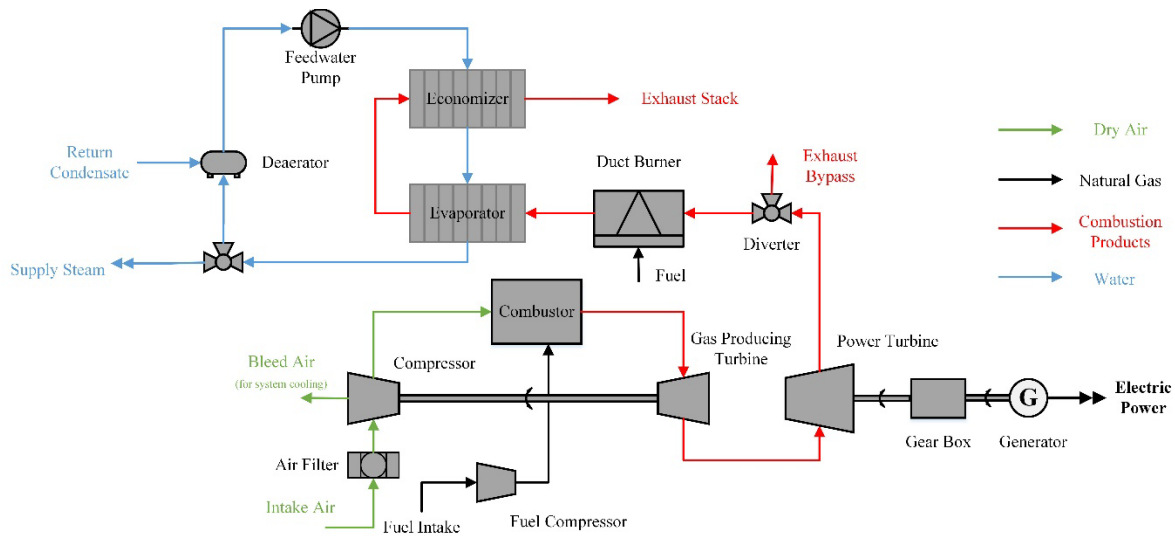 Feedwater
Pump
Economizer
Exhaust Stack
Dry Air
Return
Condensate
Deaerator
Duct Burner
Exhaust
Bypass
Natural Gas
Evaporator
Combustion
Products
Diverter
Supply Steam
Fuel
Water
Combustor
Bleed Air
(for system cooling)
Compressor
Gas Producing
Turbine
Power Turbine
G
Electric
Power
Air Filter
Gear Box
Generator
Intake Air
Fuel Intake
Fuel Compressor